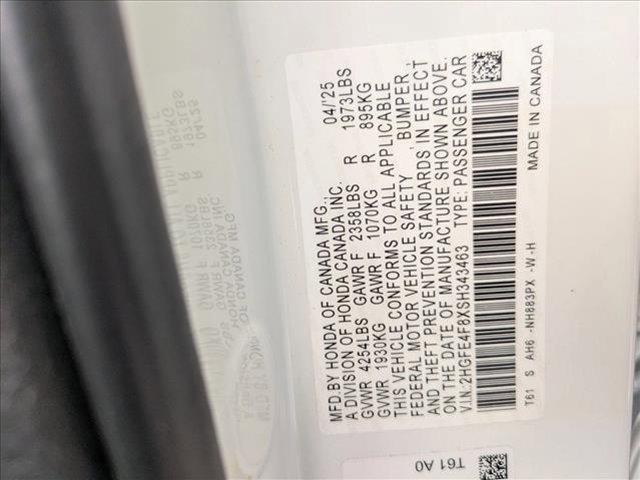 MFD.BY HONDA OF CANADA MFG., 04/'25
A DIVISION OF HONDA CANADA INC.
GVWR 4254LBS GAWR F 2358LBS R 1973LBS
GVWR 1930KG GAWR F 1070KG R 895KG
THIS VEHICLE CONFORMS TO ALL APPLICABLE
FEDERAL MOTOR VEHICLE SAFETY , BUMPER ,
AND THEFT PREVENTION STANDARDS IN EFFECT
ON THE DATE OF MANUFACTURE SHOWN ABOVE.
V.I.N.:2HGFE4F8XSH343463 TYPE: PASSENGER CAR
T61 S AH6 -NH883PX -W-H
MADE IN CANADA
T61 A0